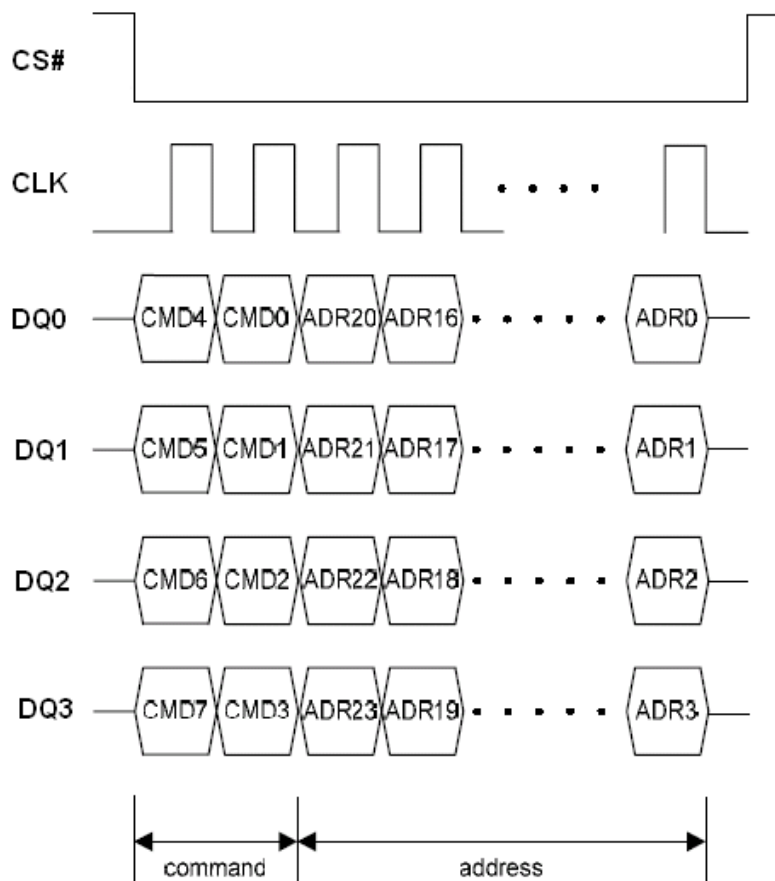 CS#
CLK
DQ0 CMD4 CMD0 ADR20 ADR16 ADR0
DQ1 CMD5 CMD1 ADR21 ADR17 ADR1
DQ2 CMD6 CMD2 ADR22 ADR18 ADR2
DQ3 CMD7 CMD3 ADR23 ADR19 ADR3
command address